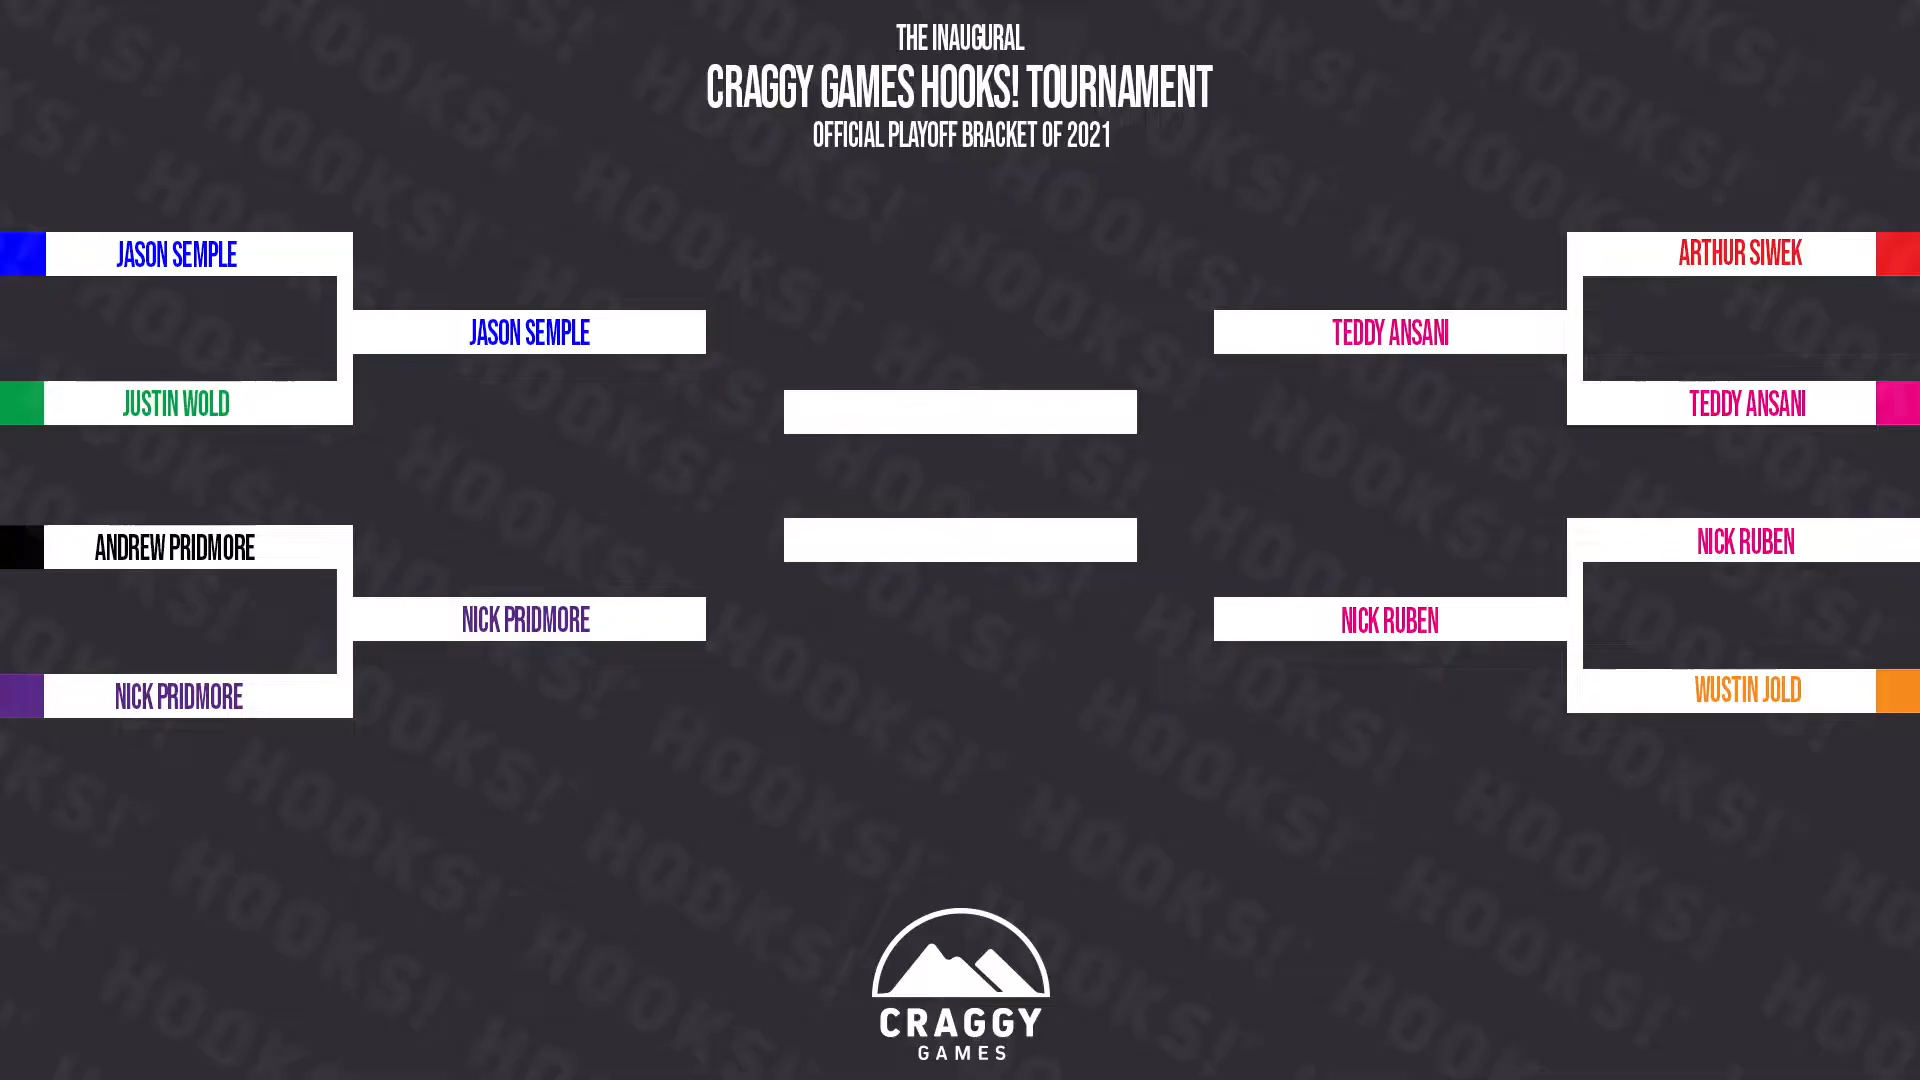 THE INAUGURAL
CRAGGY GAMES HOOKS! TOURNAMENT
OFFICIAL PLAYOFF BRACKET OF 2021
JASON SEMPLE
JUSTIN WOLD
JASON SEMPLE
ANDREW PRIDMORE
NICK PRIDMORE
NICK PRIDMORE
ARTHUR SIWEK
TEDDY ANSANI
TEDDY ANSANI
NICK RUBEN
WUSTIN JOLD
NICK RUBEN
HOOKS!
CRAGGY
GAMES